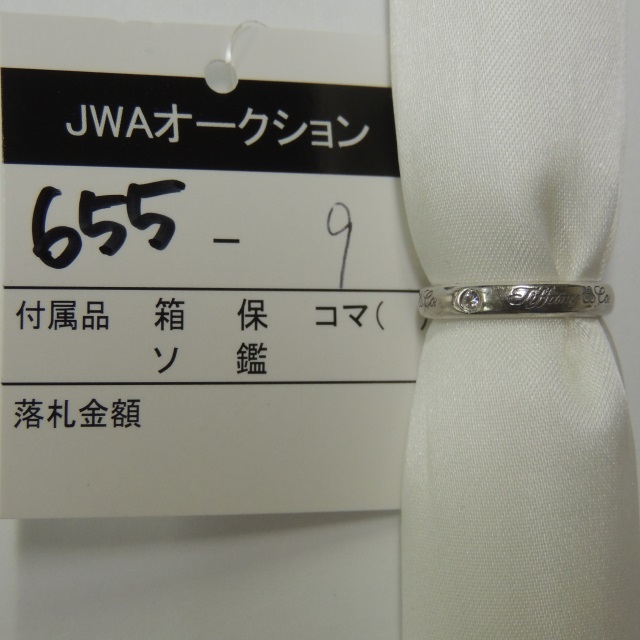 JWAオークション
655 - 9
付属品 箱 保 コマ(
ソ 鑑
落札金額
& Co Tiffany & Co